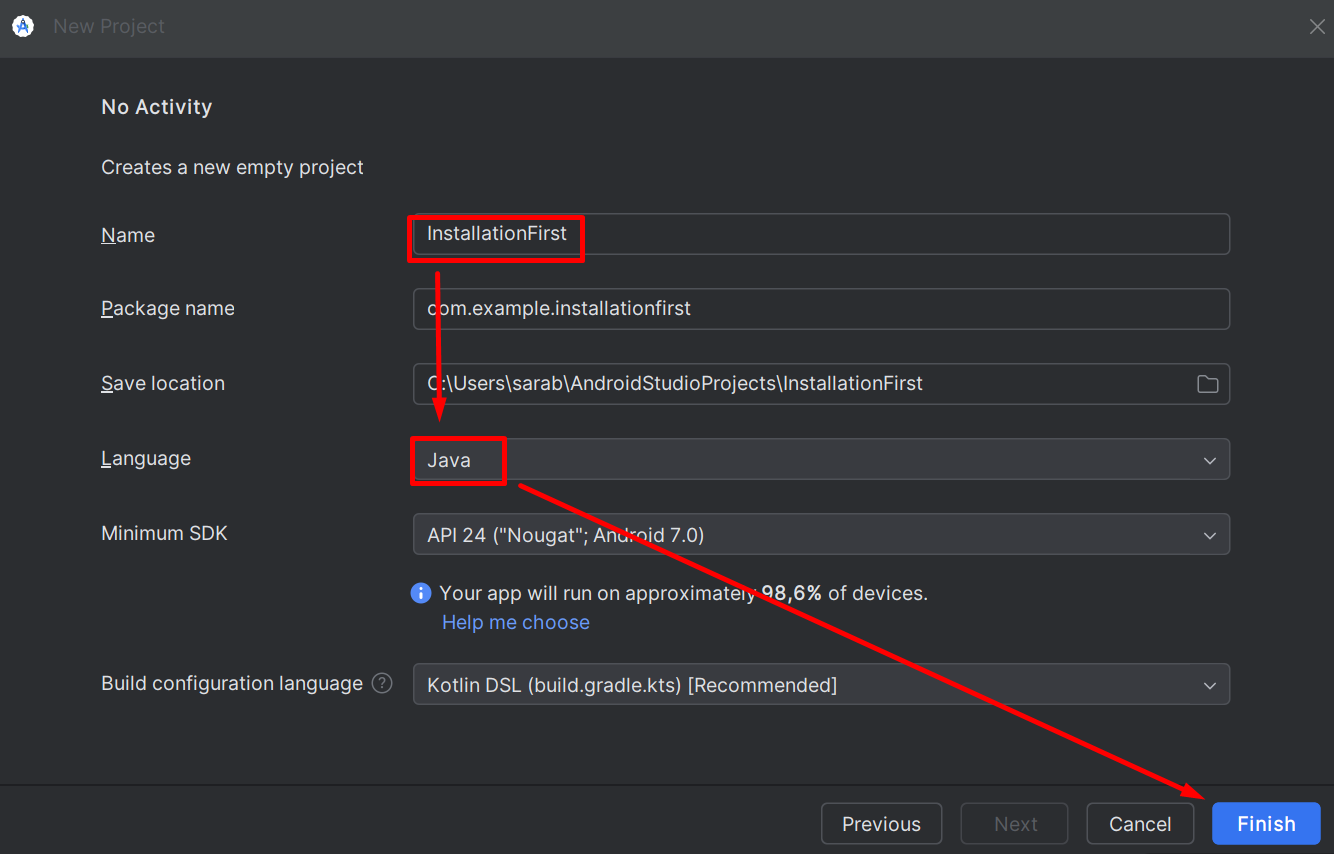 New Project
No Activity
Creates a new empty project
Name
InstallationFirst
Package name
com.example.installationfirst
Save location
C:\Users\sarab\AndroidStudioProjects\InstallationFirst
Language
Java
Minimum SDK
API 24 ("Nougat"; Android 7.0)
Your app will run on approximately 98,6% of devices.
Help me choose
Build configuration language ?
Kotlin DSL (build.gradle.kts) [Recommended]
Previous
Next
Cancel
Finish